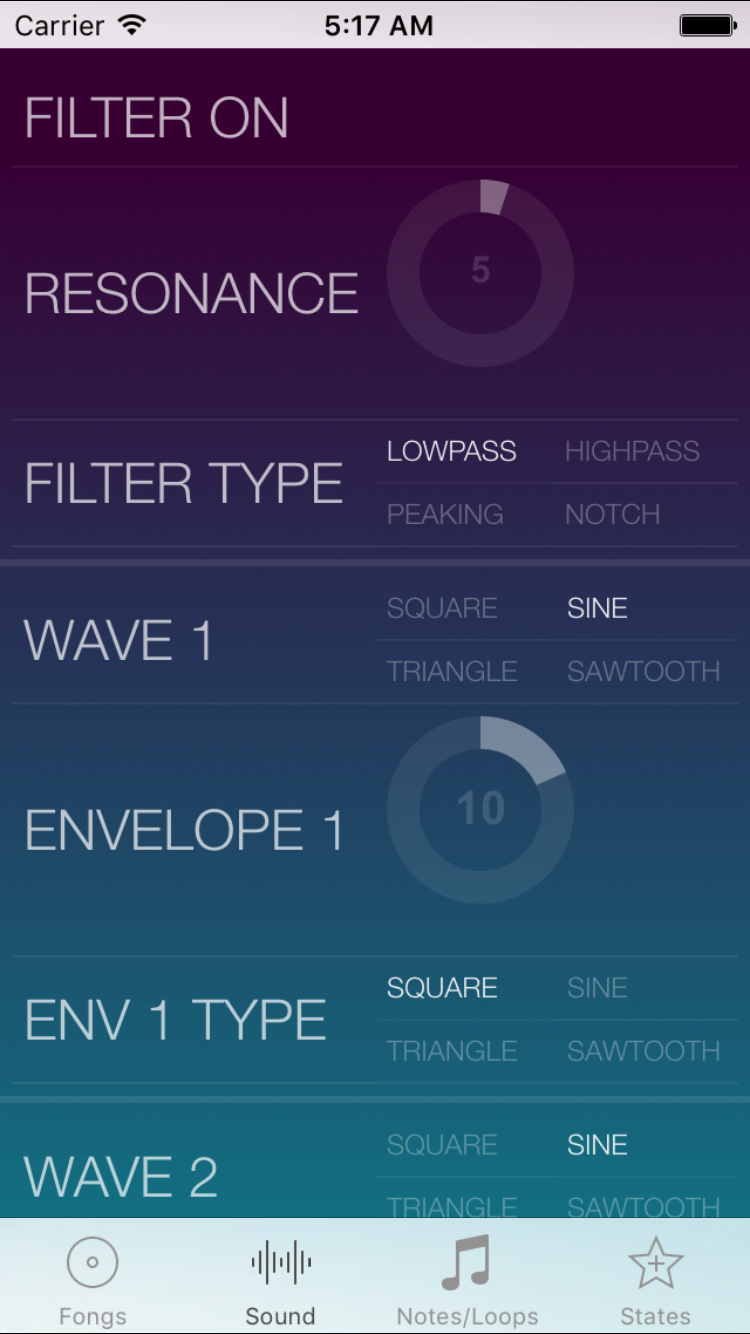 Carrier 5:17 AM
FILTER ON
RESONANCE 5
FILTER TYPE
LOWPASS HIGHPASS
PEAKING NOTCH
WAVE 1
SQUARE SINE
TRIANGLE SAWTOOTH
ENVELOPE 1 10
ENV 1 TYPE
SQUARE SINE
TRIANGLE SAWTOOTH
WAVE 2
SQUARE SINE
TRIANGLE SAWTOOTH
Fongs Sound Notes/Loops States